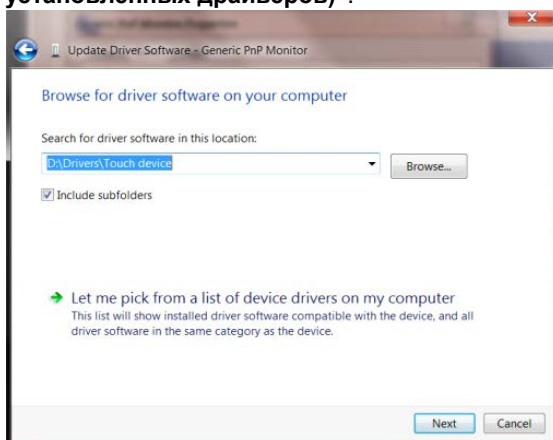 установленных драйверов)".
Update Driver Software - Generic PnP Monitor
Browse for driver software on your computer
Search for driver software in this location:
D:\Drivers\Touch device
Browse...
Include subfolders
Let me pick from a list of device drivers on my computer
This list will show installed driver software compatible with the device, and all
driver software in the same category as the device.
Next Cancel